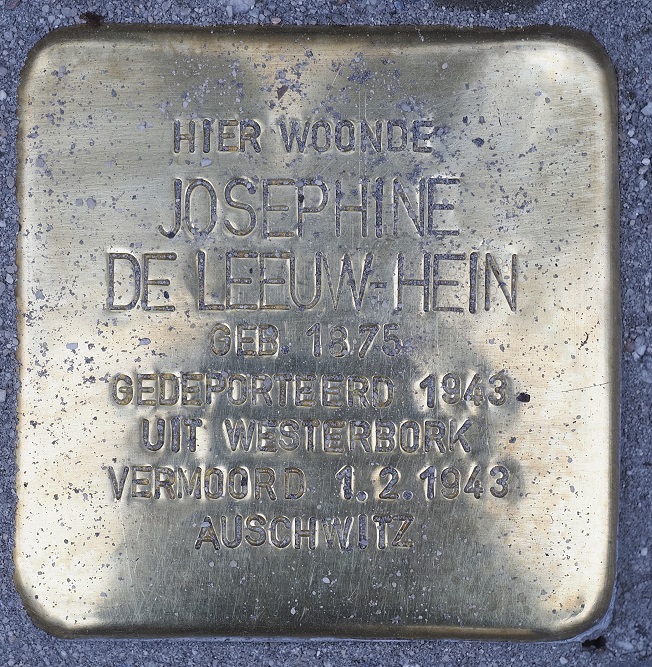 HIER WOONDE
JOSEPHINE
DE LEEUW-HEIN
GEB. 1875
GEDEPORTEERD 1943
UIT WESTERBORK
VERMOORD 1.2.1943
AUSCHWITZ